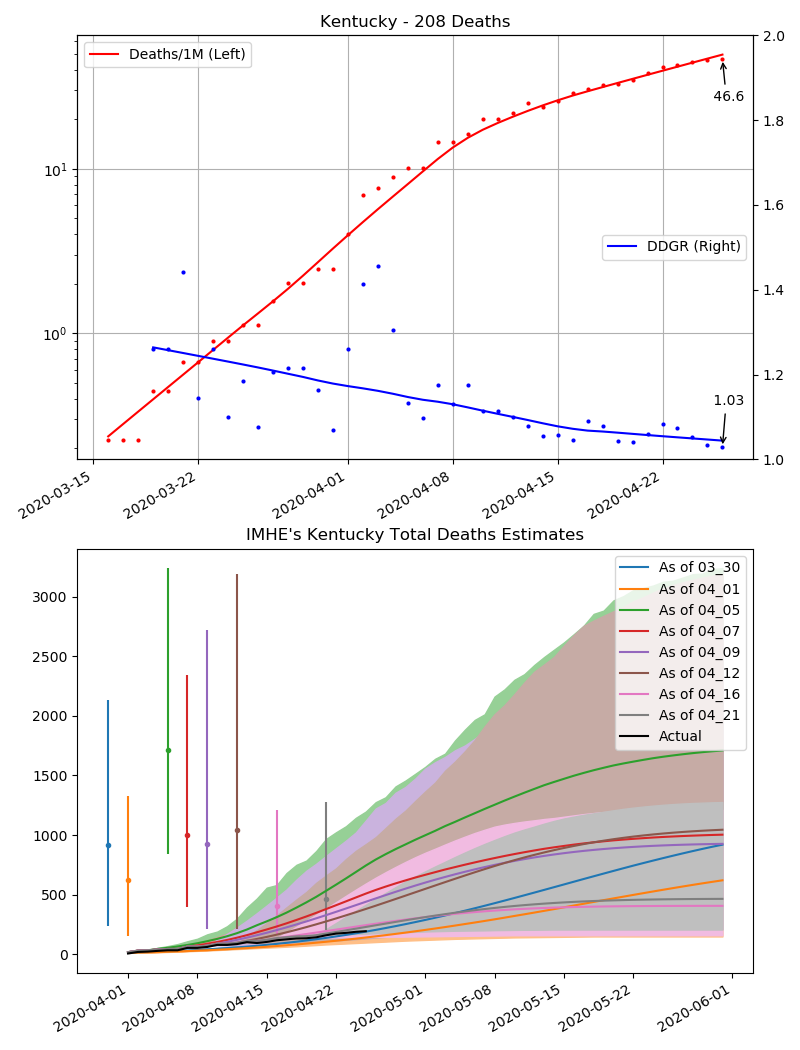 Kentucky - 208 Deaths
Deaths/1M (Left)
DDGR (Right)
46.6
1.03
10¹
10⁰
2.0
1.8
1.6
1.4
1.2
1.0
2020-03-15
2020-03-22
2020-04-01
2020-04-08
2020-04-15
2020-04-22
IMHE's Kentucky Total Deaths Estimates
3000
2500
2000
1500
1000
500
0
As of 03_30
As of 04_01
As of 04_05
As of 04_07
As of 04_09
As of 04_12
As of 04_16
As of 04_21
Actual
2020-04-01
2020-04-08
2020-04-15
2020-04-22
2020-05-01
2020-05-08
2020-05-15
2020-05-22
2020-06-01